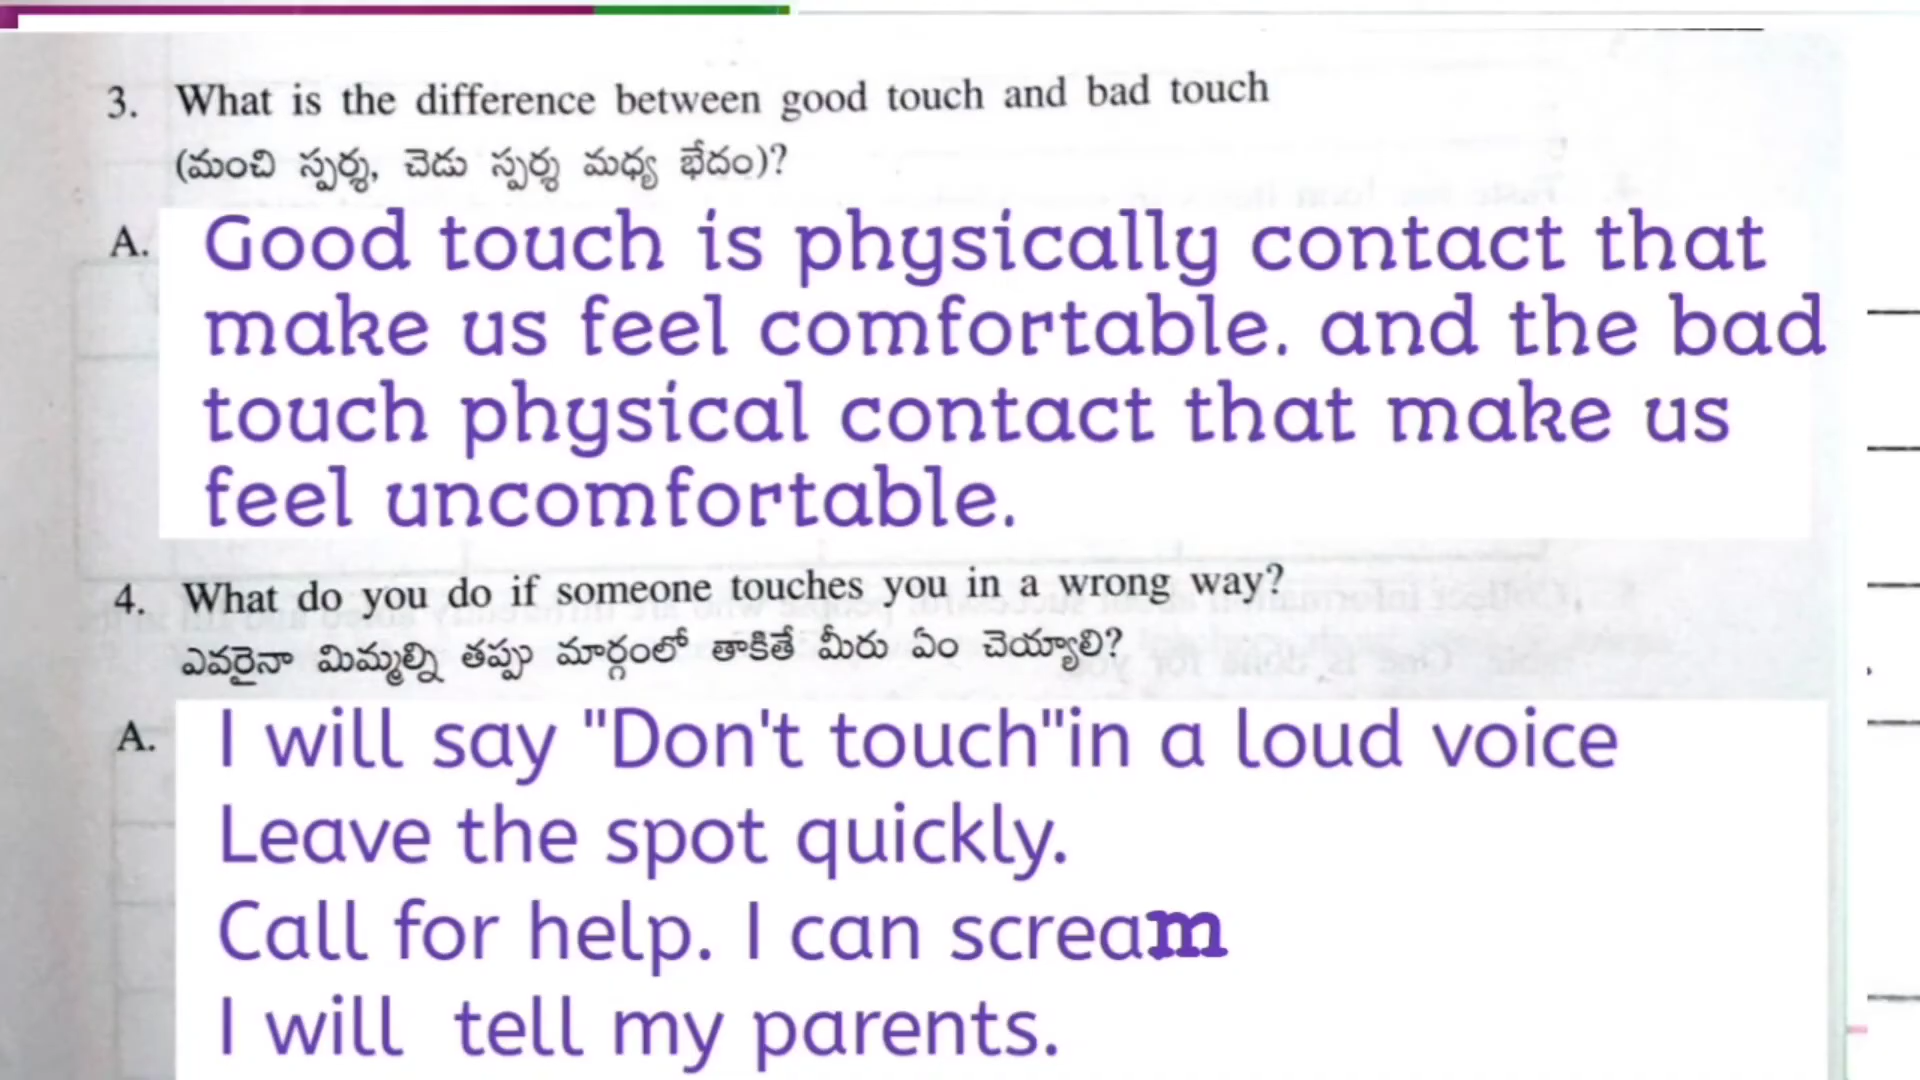 3. What is the difference between good touch and bad touch
(మంచి స్పర్శ, చెడు స్పర్శ మధ్య భేదం)?
A. Good touch is physically contact that
make us feel comfortable. and the bad
touch physical contact that make us
feel uncomfortable.
4. What do you do if someone touches you in a wrong way?
ఎవరైనా మిమ్మల్ని తప్పు మార్గంలో తాకితే మీరు ఏం చెయ్యాలి?
A. I will say "Don't touch"in a loud voice
Leave the spot quickly.
Call for help. I can scream
I will tell my parents.